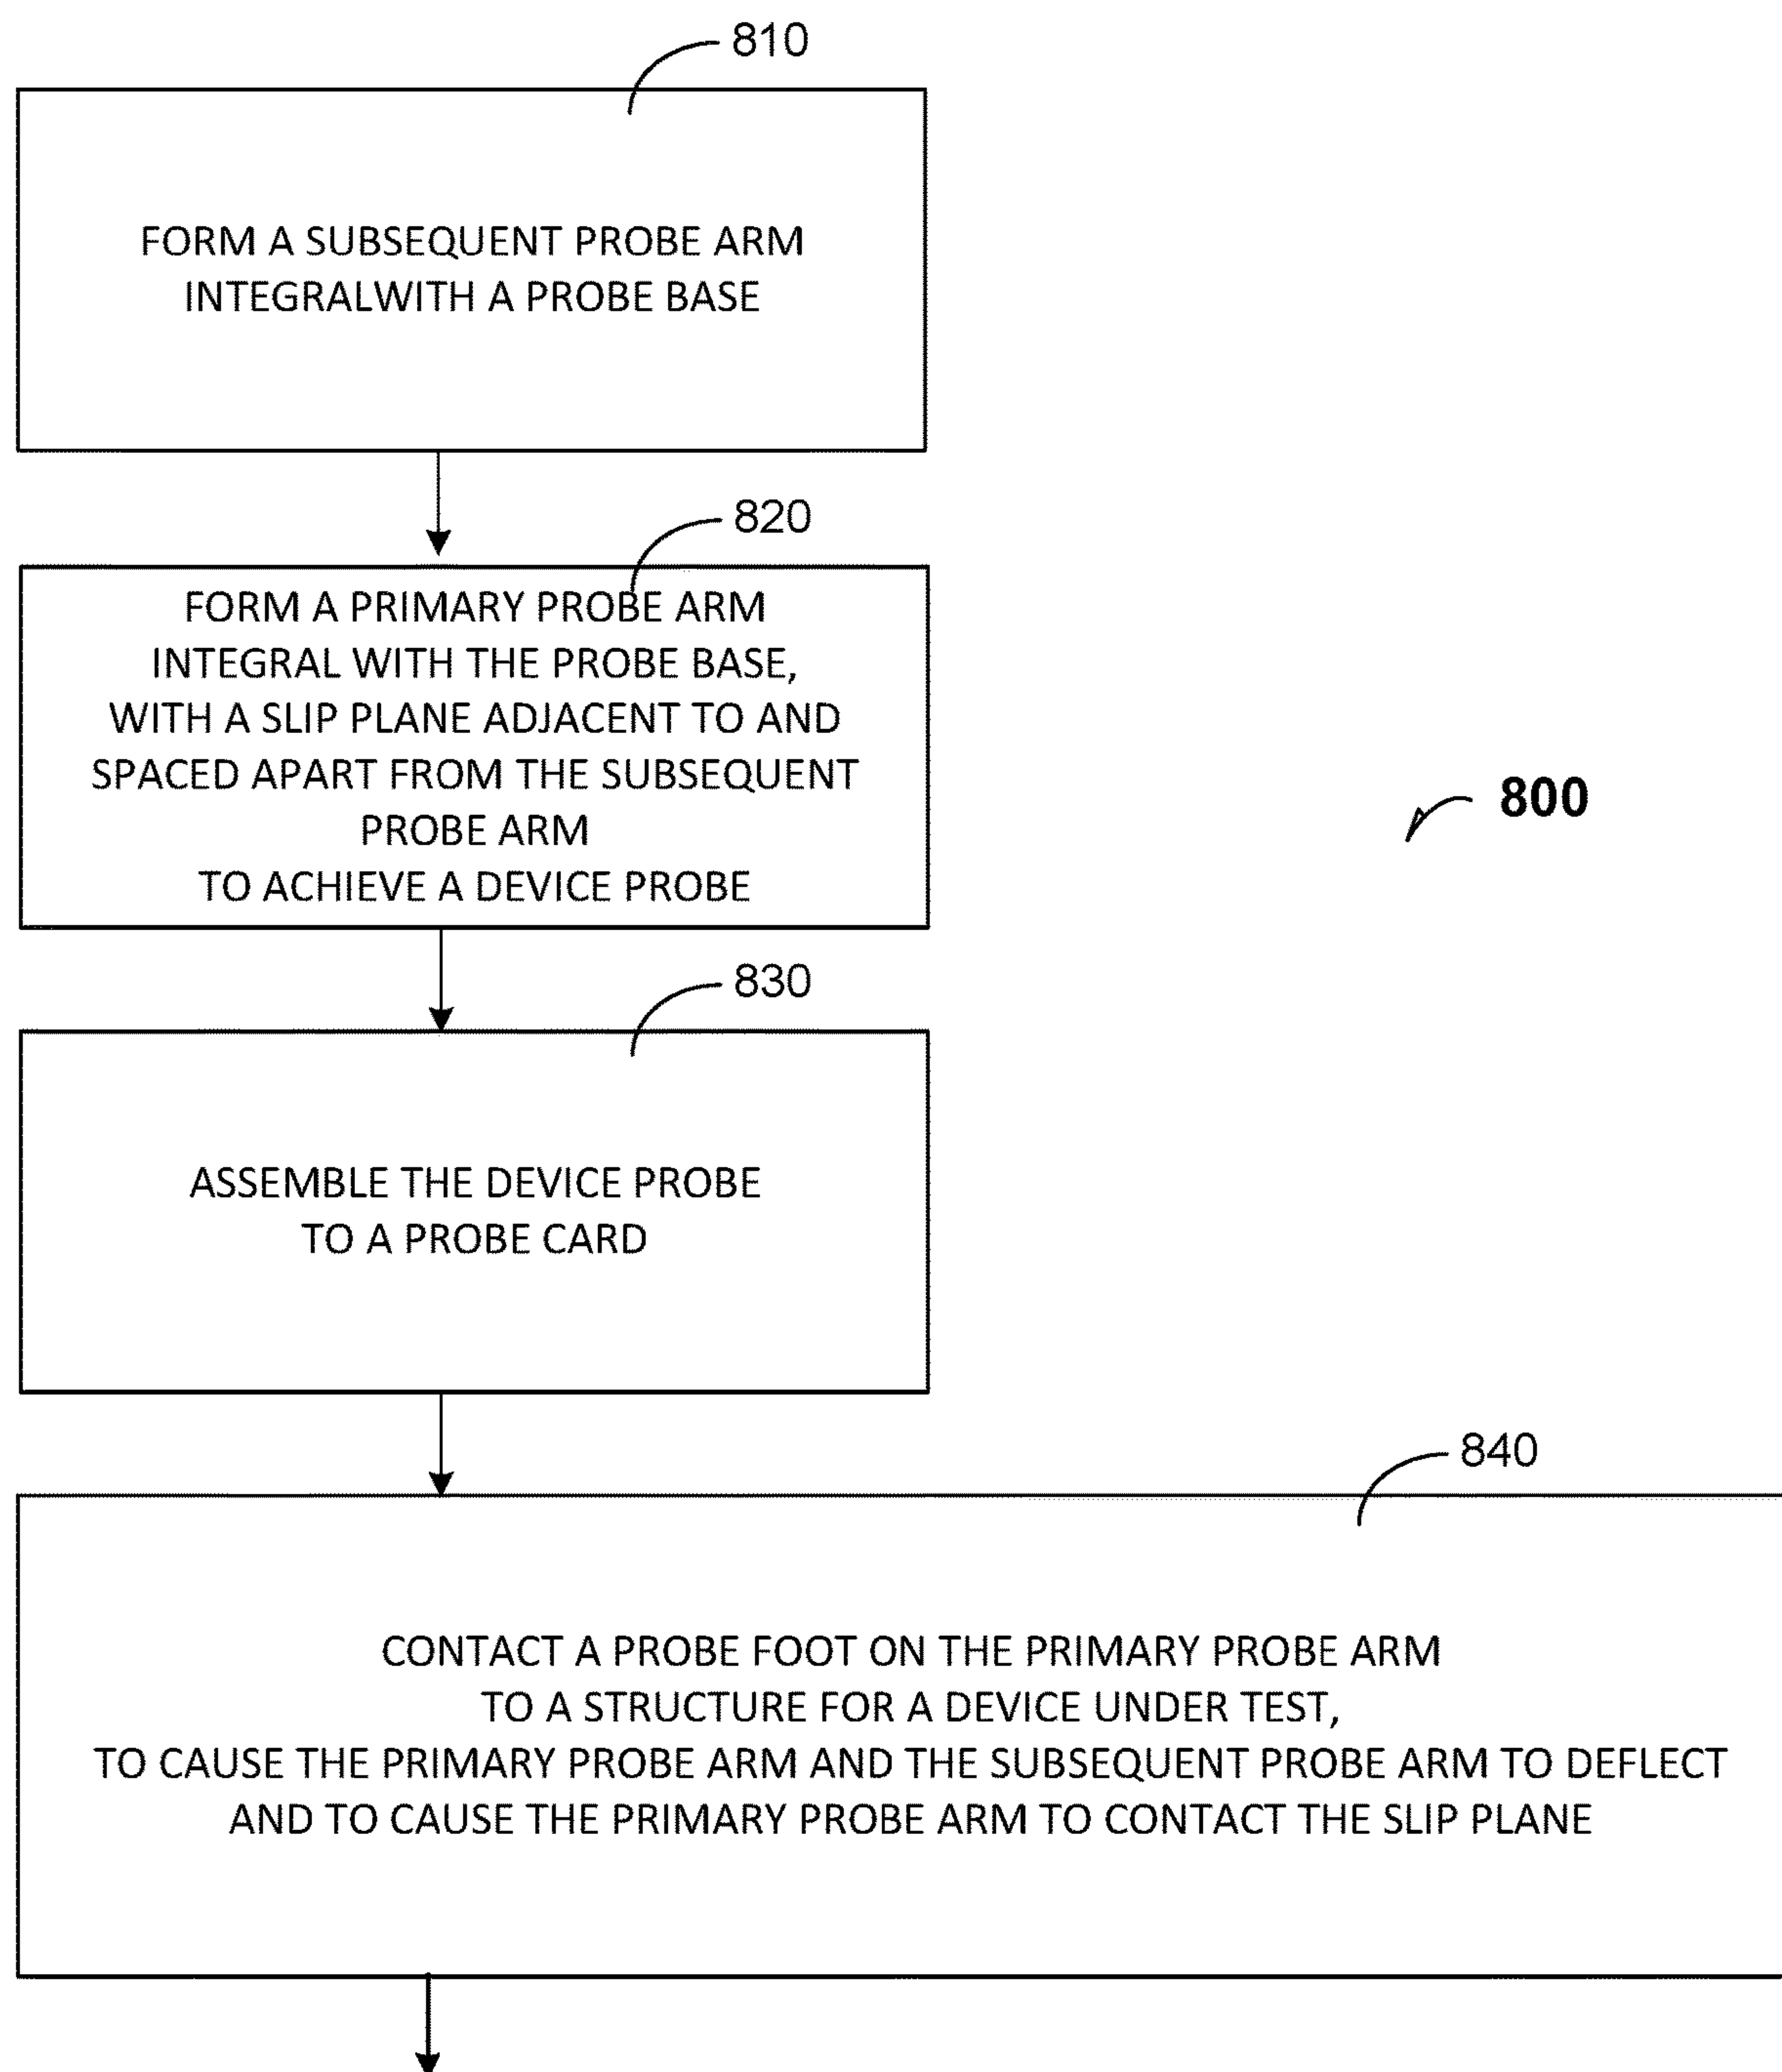 810
FORM A SUBSEQUENT PROBE ARM
INTEGRALWITH A PROBE BASE
820
FORM A PRIMARY PROBE ARM
INTEGRAL WITH THE PROBE BASE,
WITH A SLIP PLANE ADJACENT TO AND
SPACED APART FROM THE SUBSEQUENT
PROBE ARM
TO ACHIEVE A DEVICE PROBE
800
830
ASSEMBLE THE DEVICE PROBE
TO A PROBE CARD
840
CONTACT A PROBE FOOT ON THE PRIMARY PROBE ARM
TO A STRUCTURE FOR A DEVICE UNDER TEST,
TO CAUSE THE PRIMARY PROBE ARM AND THE SUBSEQUENT PROBE ARM TO DEFLECT
AND TO CAUSE THE PRIMARY PROBE ARM TO CONTACT THE SLIP PLANE